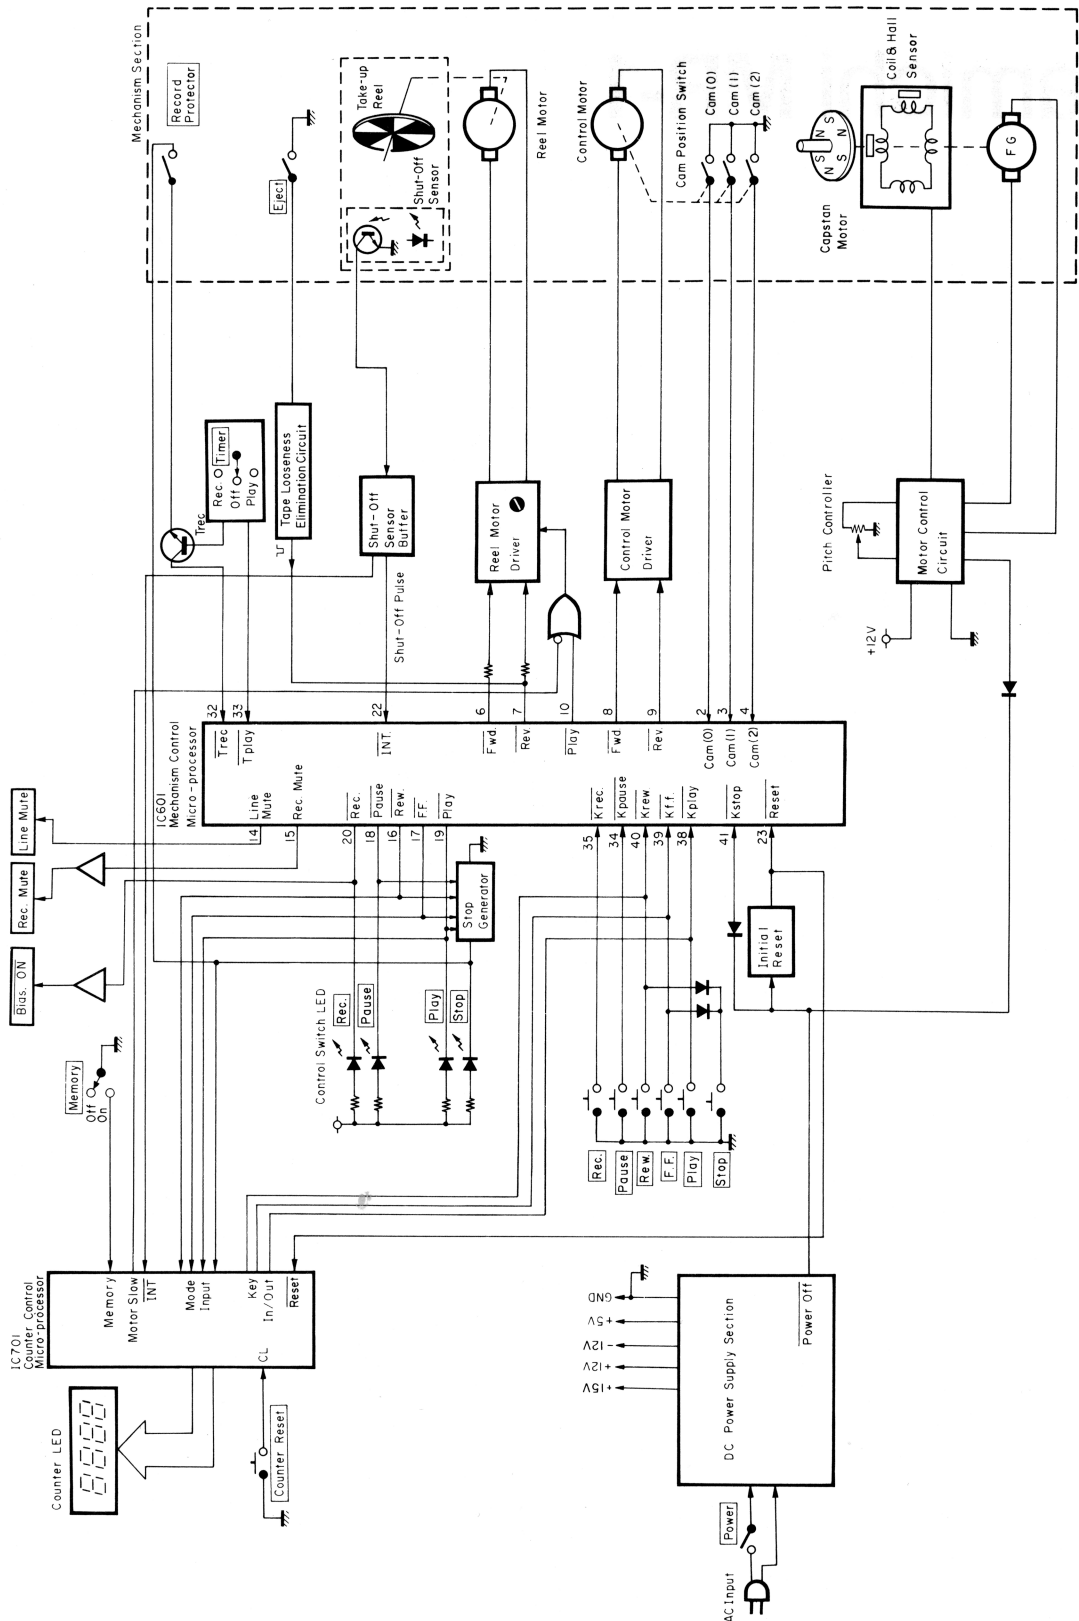 Mechanism Section
Record
Protector
Eject
Take-up
Reel
Shut-Off
Sensor
Reel Motor
Control Motor
Cam Position Switch
Cam(0)
Cam(1)
Cam(2)
Coil & Hall
Sensor
N
S
N
S
N
S
Capstan
Motor
FG
Trec
Rec.
Timer
Off
Play
Tape Looseness
Elimination Circuit
Shut-Off
Sensor
Buffer
Shut-Off Pulse
Reel Motor
Driver
Control Motor
Driver
Pitch Controller
Motor Control
Circuit
+12V
IC601
Mechanism Control
Micro-processor
32
Trec
33
Tplay
22
INT.
6
Fwd.
7
Rev.
10
Play
8
Fwd.
9
Rev.
2
Cam(0)
3
Cam(1)
4
Cam(2)
14
Line
Mute
15
Rec. Mute
20
Rec.
18
Pause
16
Rew.
17
F.F.
19
Play
35
Krec.
34
Kpause
40
Krew
39
Kf.f.
38
Kplay
41
Kstop
23
Reset
Line Mute
Rec. Mute
Bias. ON
Stop
Generator
Initial
Reset
Control Switch LED
Rec.
Pause
Play
Stop
Memory
Off
On
Rec.
Pause
Rew.
F.F.
Play
Stop
IC701
Counter Control
Micro-processor
Memory
Motor Slow
INT
Mode
Input
Key
In/Out
Reset
CL
Counter LED
8888
Counter Reset
GND
+5V
-12V
+12V
+15V
DC Power Supply Section
Power Off
Power
AC Input